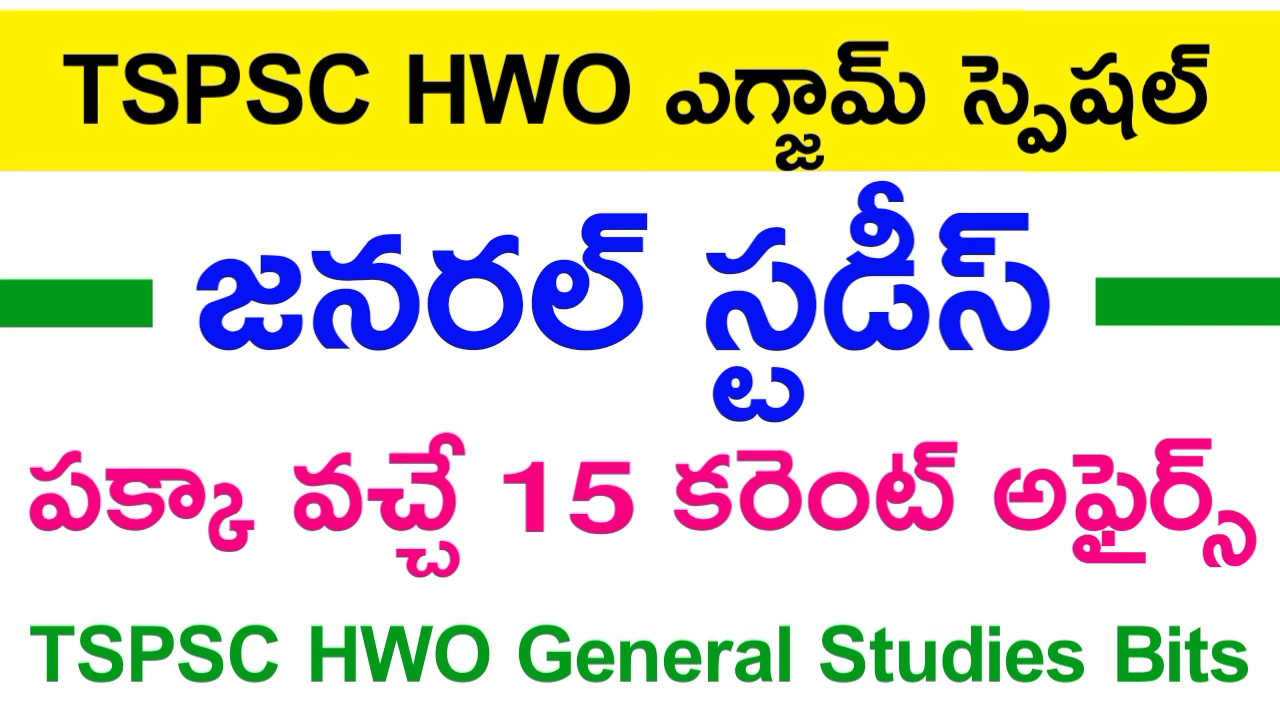 TSPSC HWO ఎగ్జామ్ స్పెషల్
జనరల్ స్టడీస్
పక్కా వచ్చే 15 కరెంట్ అఫైర్స్
TSPSC HWO General Studies Bits